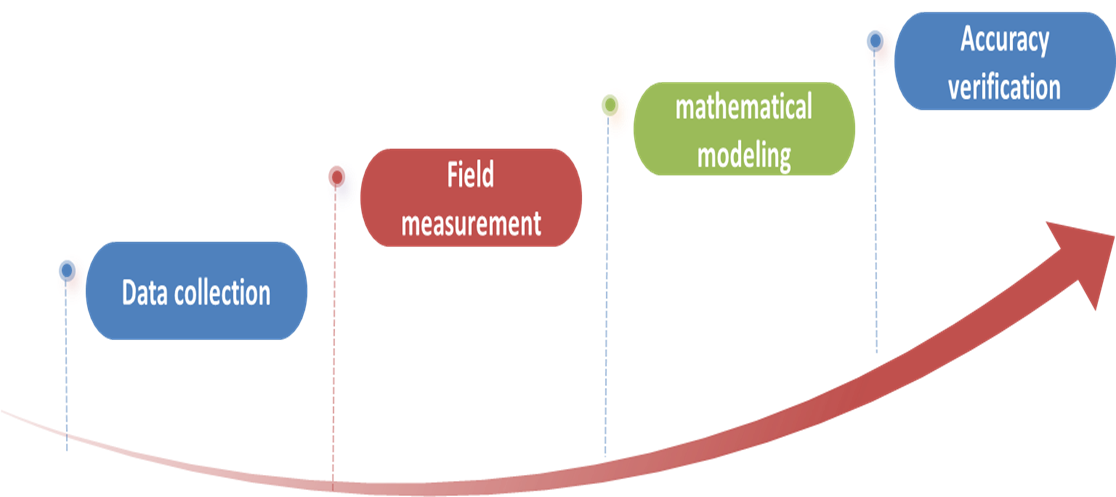 Data collection
Field
measurement
mathematical
modeling
Accuracy
verification